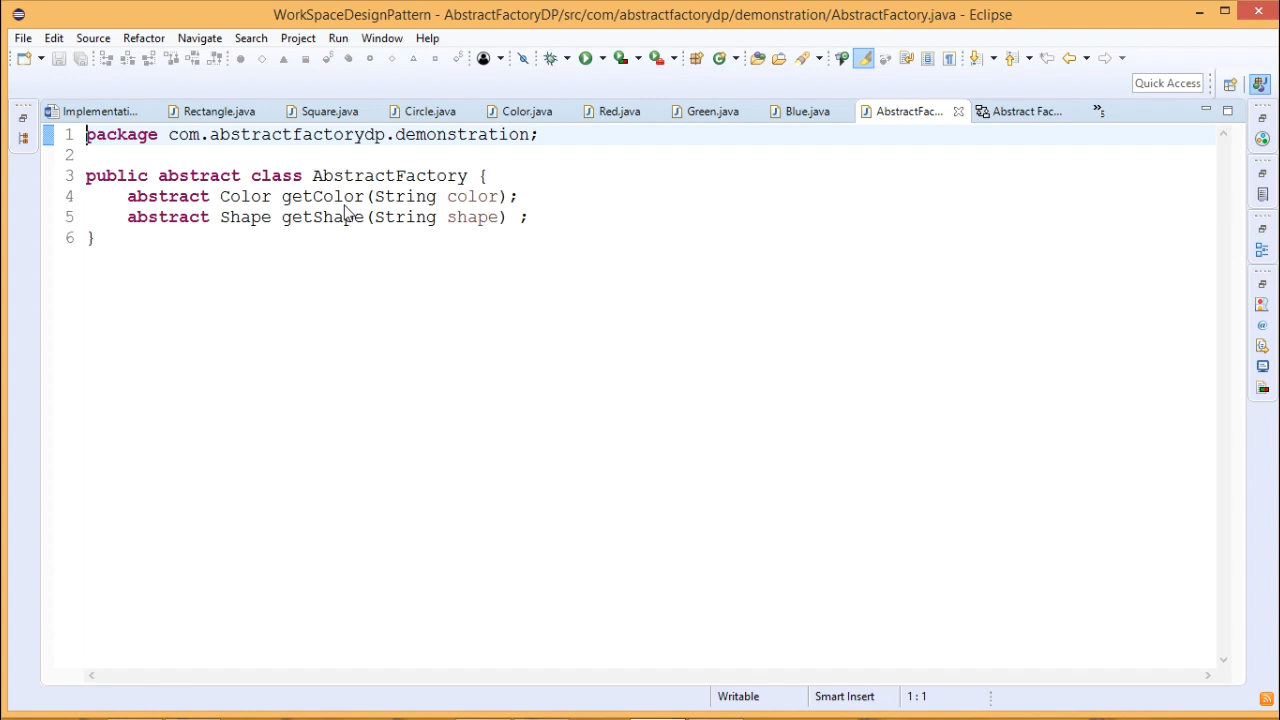 WorkSpaceDesignPattern - AbstractFactoryDP/src/com/abstractfactorydp/demonstration/AbstractFactory.java - Eclipse
File Edit Source Refactor Navigate Search Project Run Window Help
Quick Access
Implementati... Rectangle.java Square.java Circle.java Color.java Red.java Green.java Blue.java AbstractFac... Abstract Fac... »5
1 package com.abstractfactorydp.demonstration;
2
3 public abstract class AbstractFactory {
4 abstract Color getColor(String color);
5 abstract Shape getShape(String shape) ;
6 }
Writable Smart Insert 1 : 1